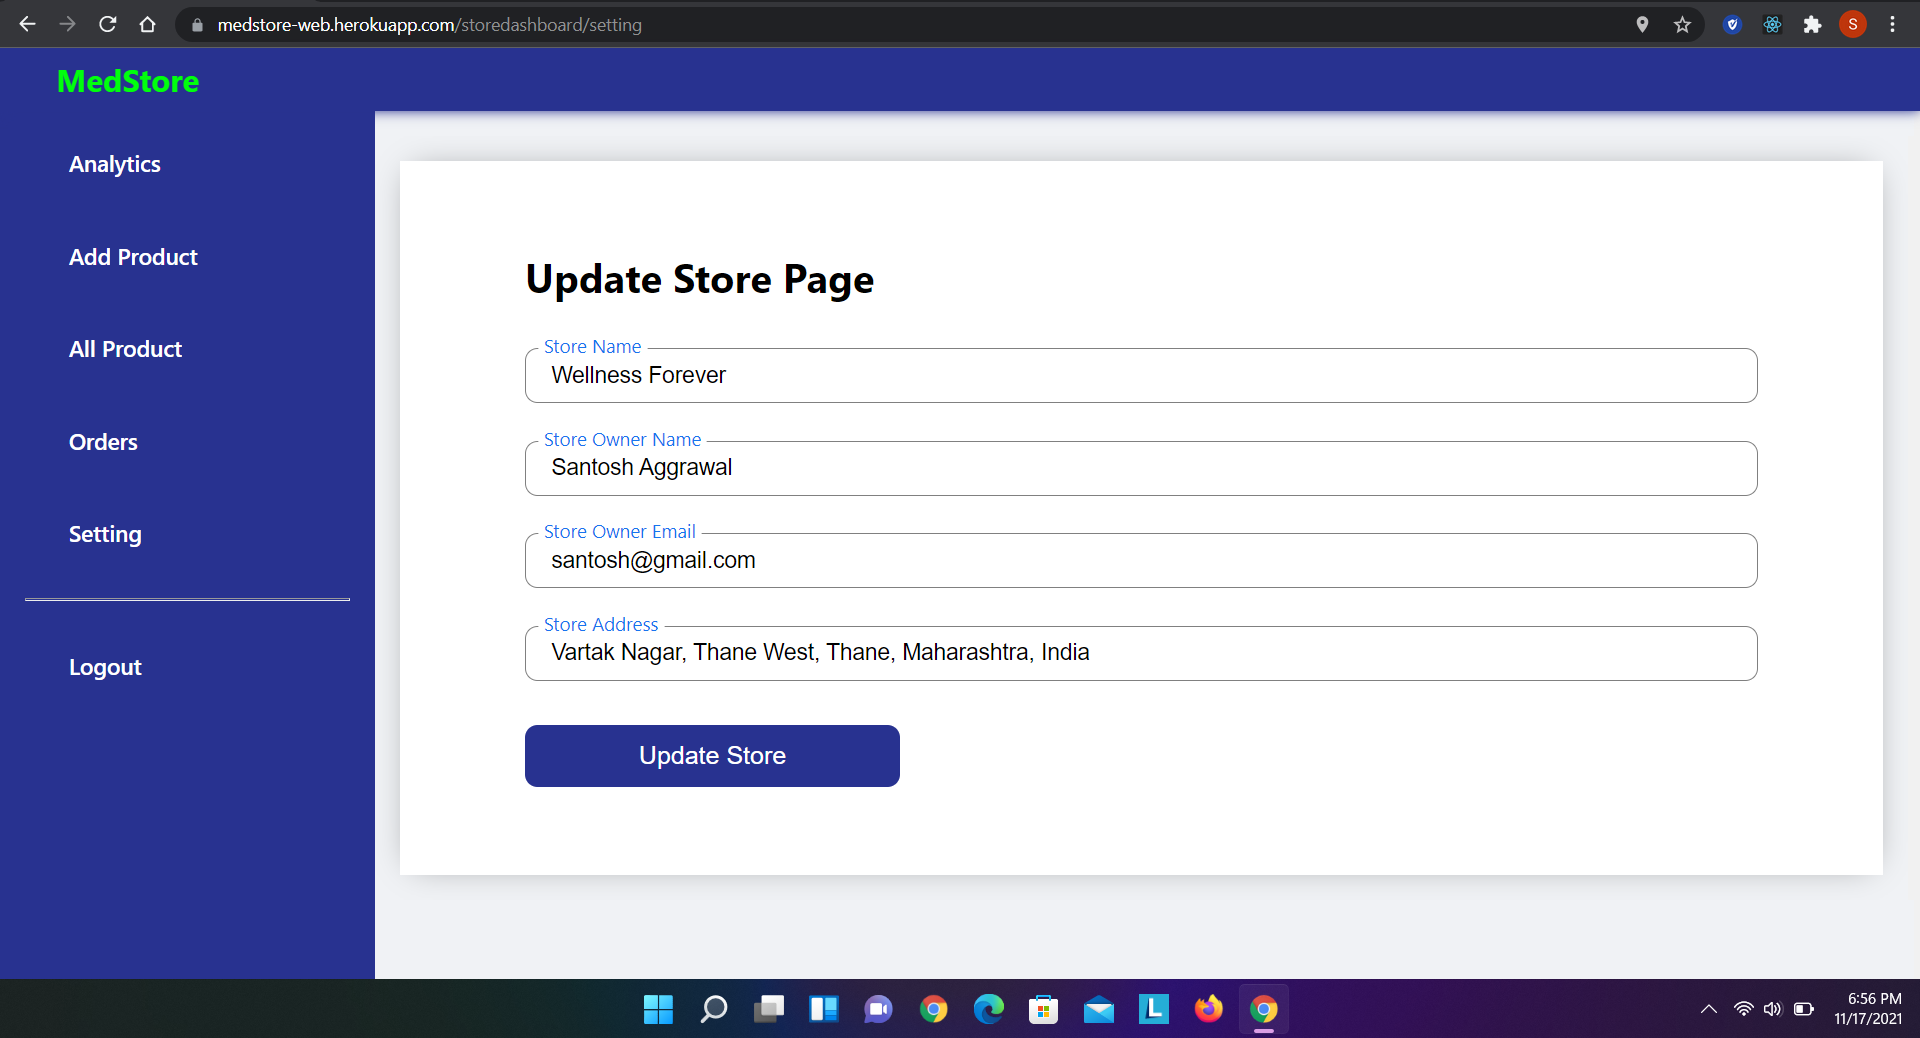 medstore-web.herokuapp.com/storedashboard/setting
S
MedStore
Analytics
Add Product
All Product
Orders
Setting
Logout
Update Store Page
Store Name
Wellness Forever
Store Owner Name
Santosh Aggrawal
Store Owner Email
santosh@gmail.com
Store Address
Vartak Nagar, Thane West, Thane, Maharashtra, India
Update Store
L
6:56 PM
11/17/2021